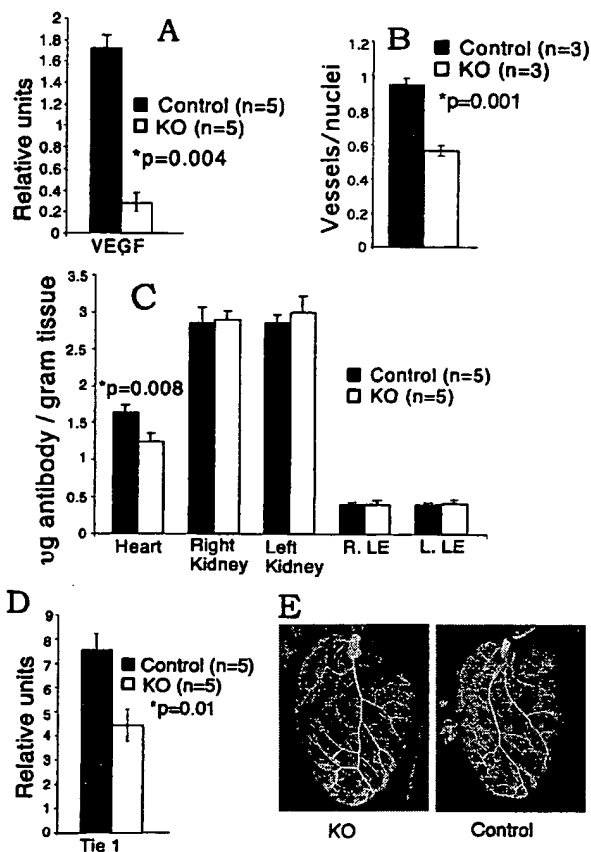 A
Relative units
1.8
1.6
1.4
1.2
1
0.8
0.6
0.4
0.2
0
Control (n=5)
KO (n=5)
*p=0.004
VEGF
B
Vessels/nuclei
1.2
1
0.8
0.6
0.4
0.2
0
Control (n=3)
KO (n=3)
*p=0.001
C
υg antibody / gram tissue
3.5
3
2.5
2
1.5
1
0.5
0
*p=0.008
Control (n=5)
KO (n=5)
Heart
Right
Kidney
Left
Kidney
R. LE
L. LE
D
Relative units
9
8
7
6
5
4
3
2
1
0
Control (n=5)
KO (n=5)
*p=0.01
Tie 1
E
KO
Control